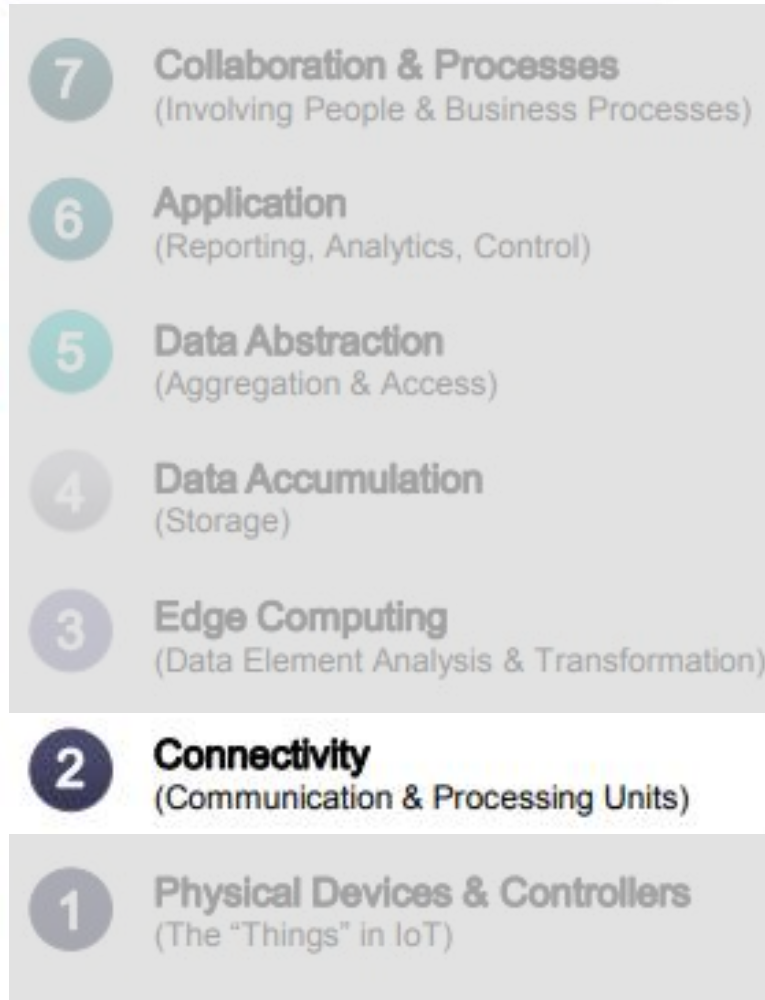 7 Collaboration & Processes
(Involving People & Business Processes)
6 Application
(Reporting, Analytics, Control)
5 Data Abstraction
(Aggregation & Access)
4 Data Accumulation
(Storage)
3 Edge Computing
(Data Element Analysis & Transformation)
2 Connectivity
(Communication & Processing Units)
1 Physical Devices & Controllers
(The “Things” in IoT)